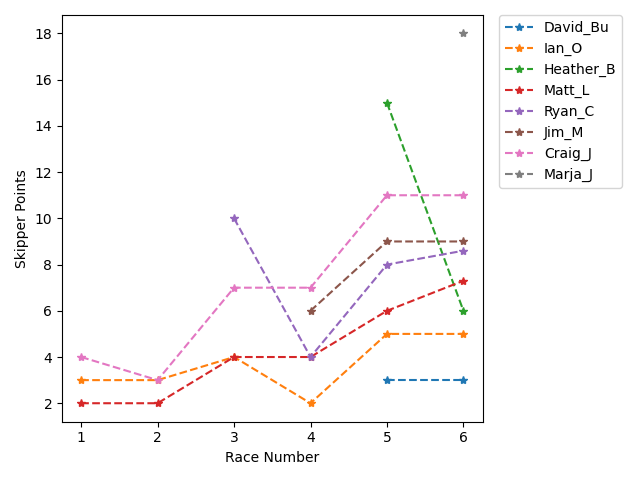 18
16
14
12
10
8
6
4
2
Skipper Points
1 2 3 4 5 6
Race Number
David_Bu
Ian_O
Heather_B
Matt_L
Ryan_C
Jim_M
Craig_J
Marja_J